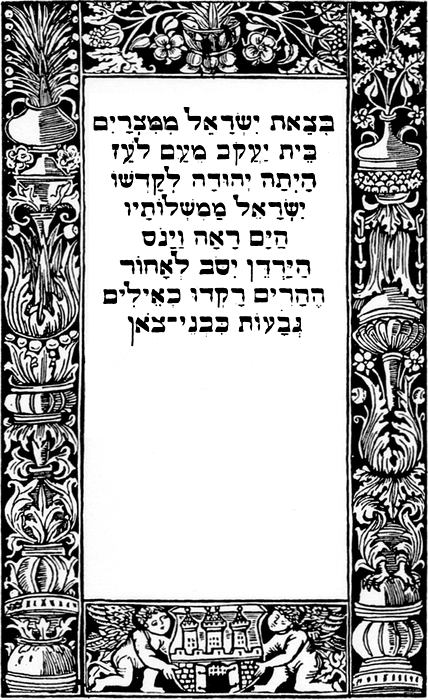 בְּצֵאת יִשְׂרָאֵל מִמִּצְרָיִם
בֵּית יַעֲקֹב מֵעַם לֹעֵז
הָיְתָה יְהוּדָה לְקָדְשׁוֹ
יִשְׂרָאֵל מַמְשְׁלוֹתָיו
הַיָּם רָאָה וַיָּנֹס
הַיַּרְדֵּן יִסֹּב לְאָחוֹר
הֶהָרִים רָקְדוּ כְאֵילִים
גְּבָעוֹת כִּבְנֵי־צֹאן